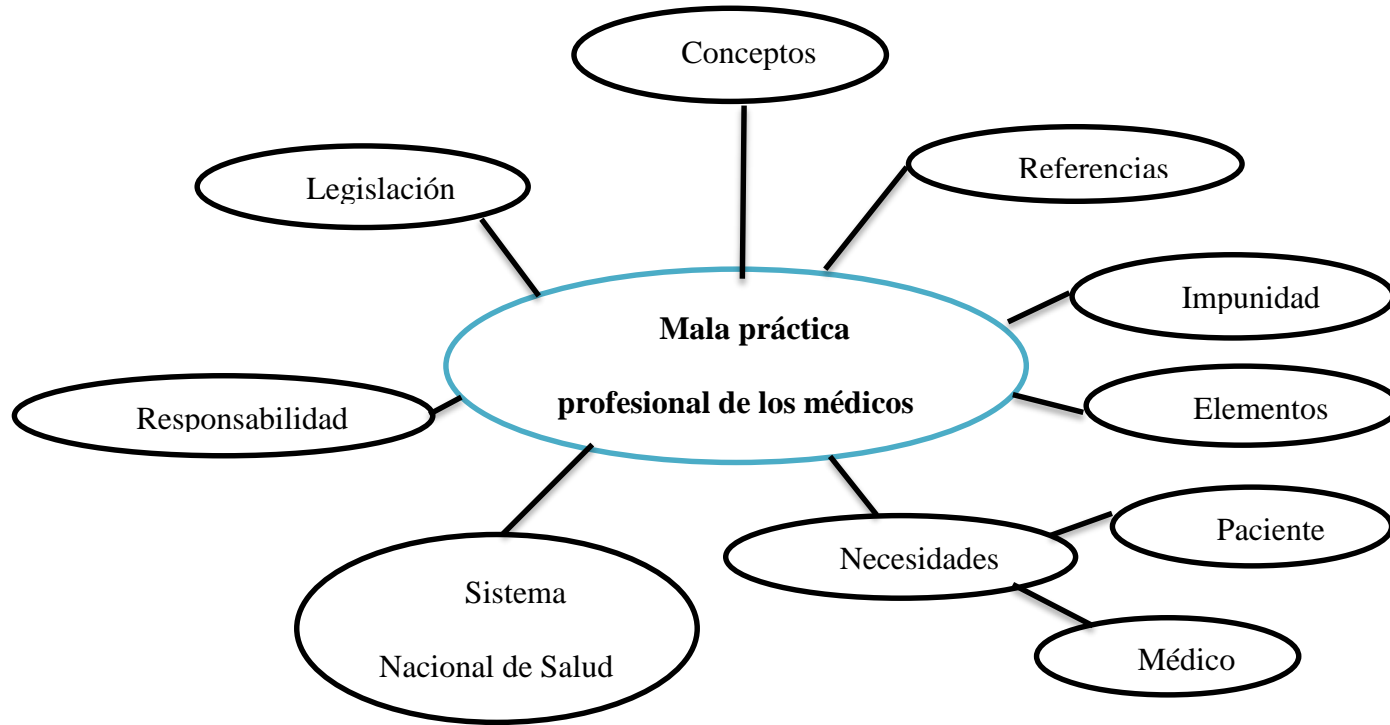 Conceptos
Referencias
Legislación
Impunidad
Mala práctica
profesional de los médicos
Elementos
Responsabilidad
Paciente
Necesidades
Sistema
Nacional de Salud
Médico